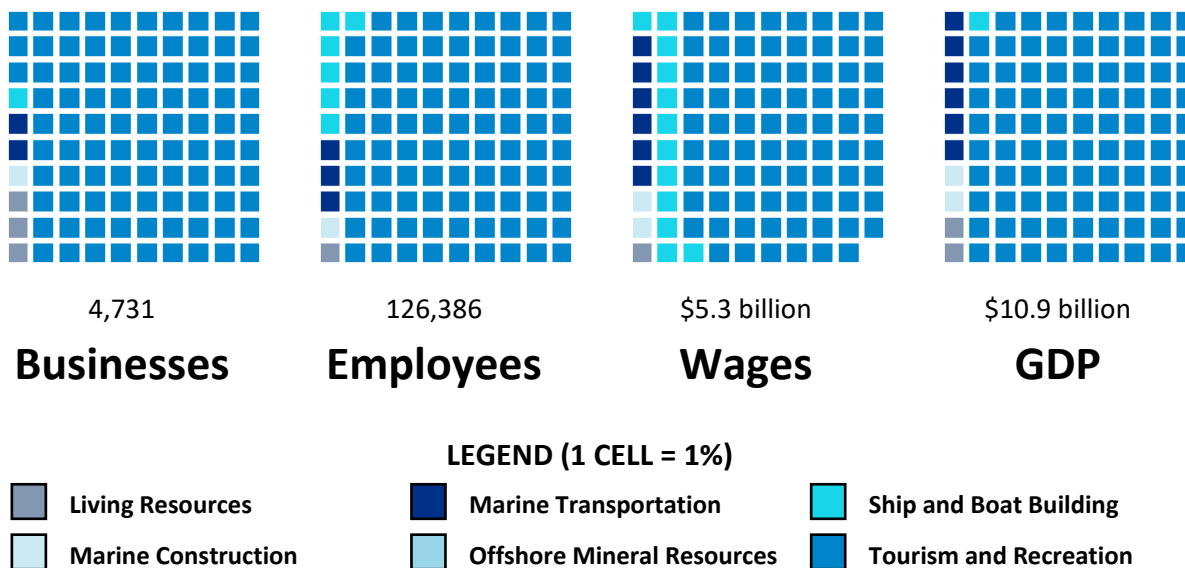 4,731 126,386 $5.3 billion $10.9 billion
Businesses Employees Wages GDP
LEGEND (1 CELL = 1%)
Living Resources Marine Transportation Ship and Boat Building
Marine Construction Offshore Mineral Resources Tourism and Recreation